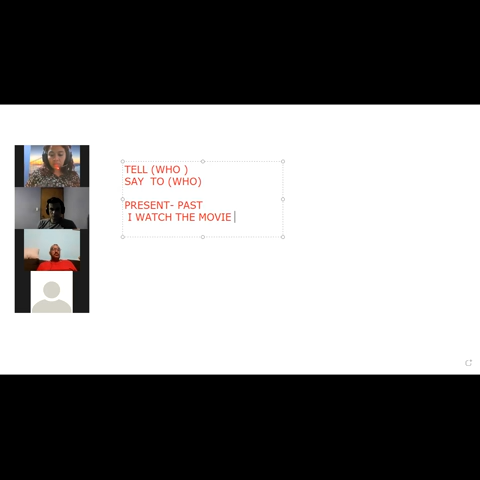 TELL (WHO )
SAY  TO (WHO)
PRESENT- PAST
I WATCH THE MOVIE